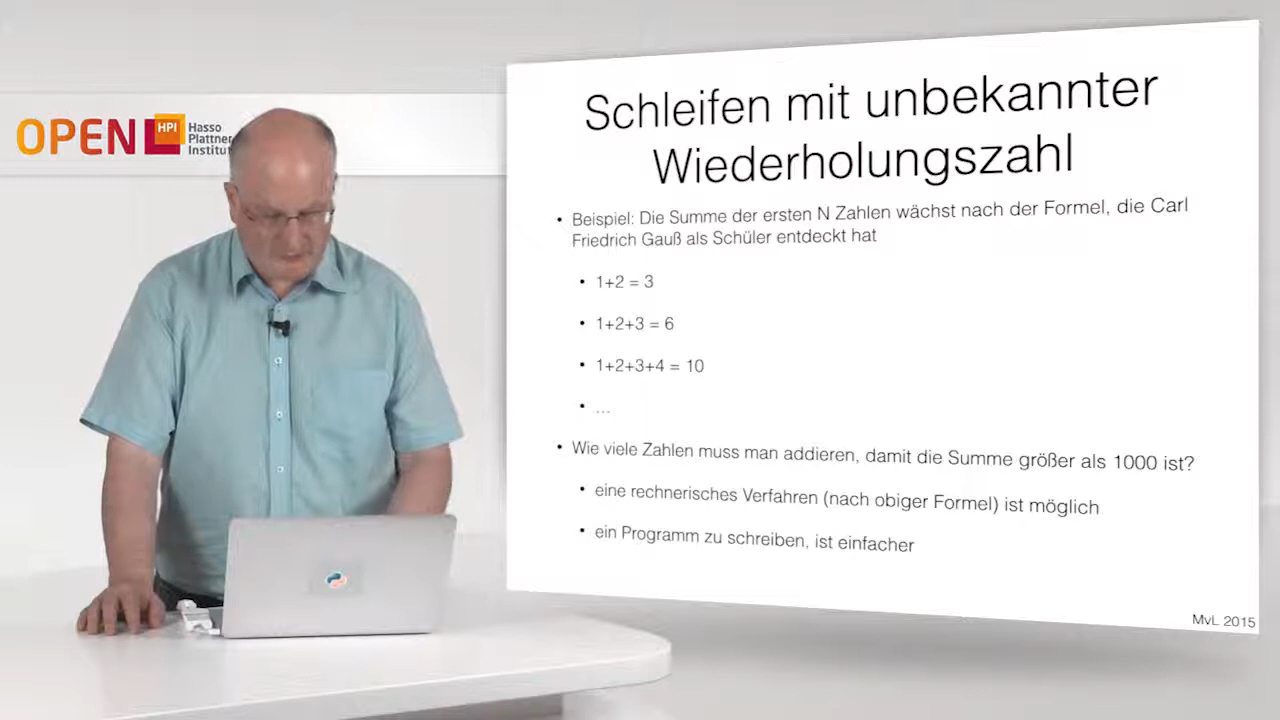 OPEN HPI
Hasso
Plattner
Institut
Schleifen mit unbekannter
Wiederholungszahl
• Beispiel: Die Summe der ersten N Zahlen wächst nach der Formel, die Carl
Friedrich Gauß als Schüler entdeckt hat
• 1+2 = 3
• 1+2+3 = 6
• 1+2+3+4 = 10
• ...
• Wie viele Zahlen muss man addieren, damit die Summe größer als 1000 ist?
• eine rechnerisches Verfahren (nach obiger Formel) ist möglich
• ein Programm zu schreiben, ist einfacher
MvL 2015